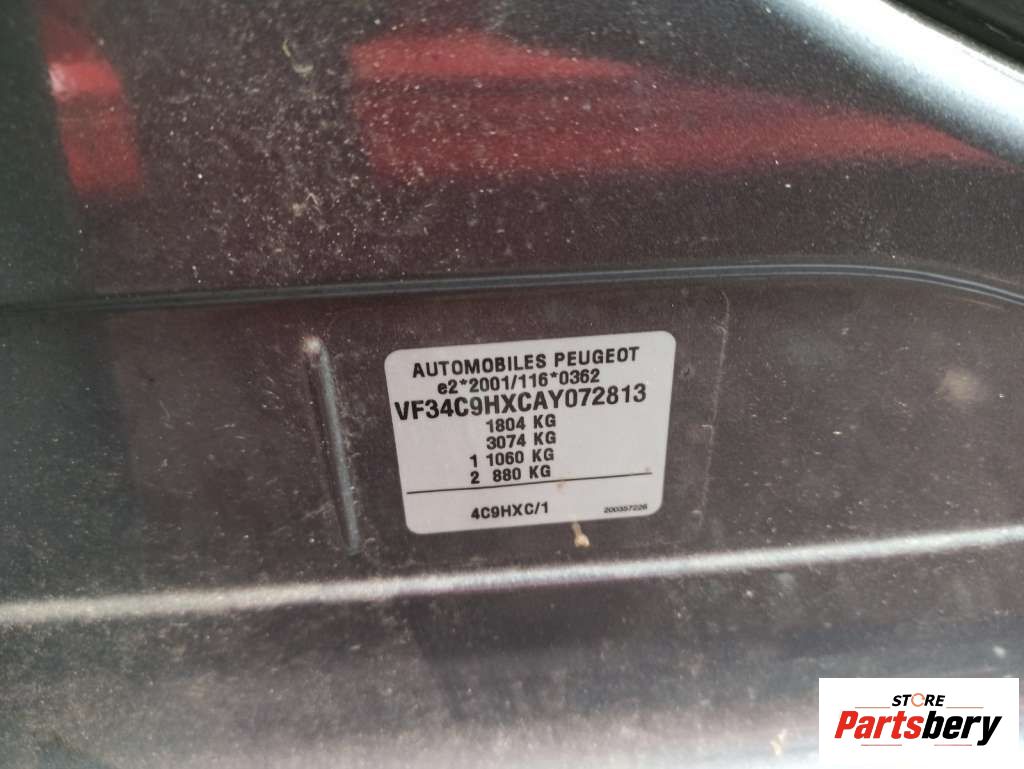 AUTOMOBILES PEUGEOT
e2*2001/116*0362
VF34C9HXCAY072813
1804 KG
3074 KG
1 1060 KG
2 880 KG
4C9HXC/1 200357226
STORE
Partsbery